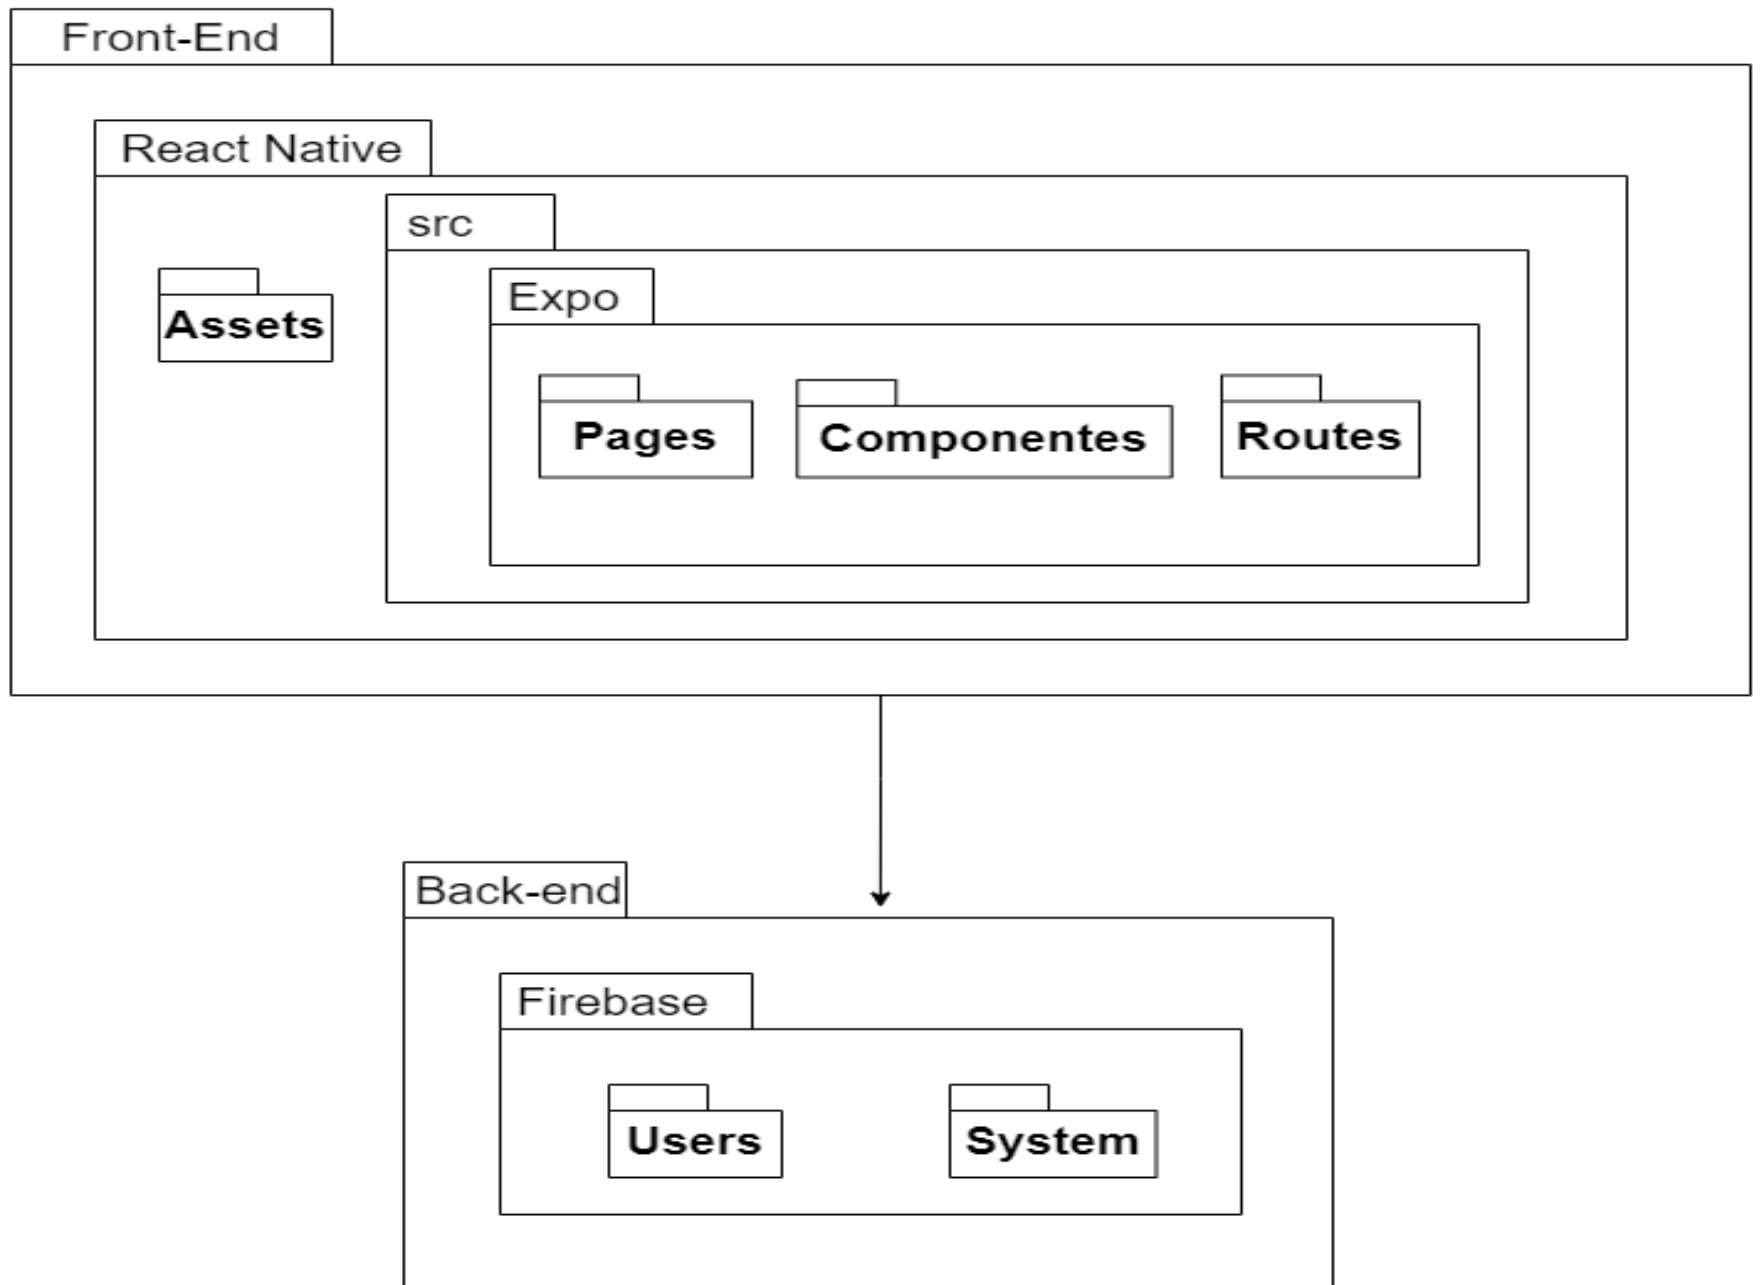 Front-End
React Native
src
Assets
Expo
Pages
Componentes
Routes
Back-end
Firebase
Users
System